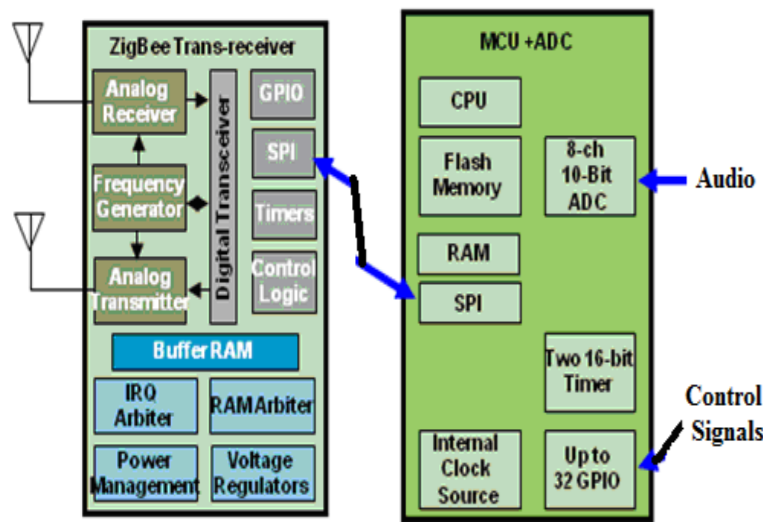 ZigBee Trans-receiver
Analog
Receiver
Frequency
Generator
Analog
Transmitter
Digital Transceiver
GPIO
SPI
Timers
Control
Logic
Buffer RAM
IRQ
Arbiter
RAM Arbiter
Power
Management
Voltage
Regulators
MCU +ADC
CPU
Flash
Memory
RAM
SPI
8-ch
10-Bit
ADC
Two 16-bit
Timer
Internal
Clock
Source
Up to
32 GPIO
Audio
Control
Signals